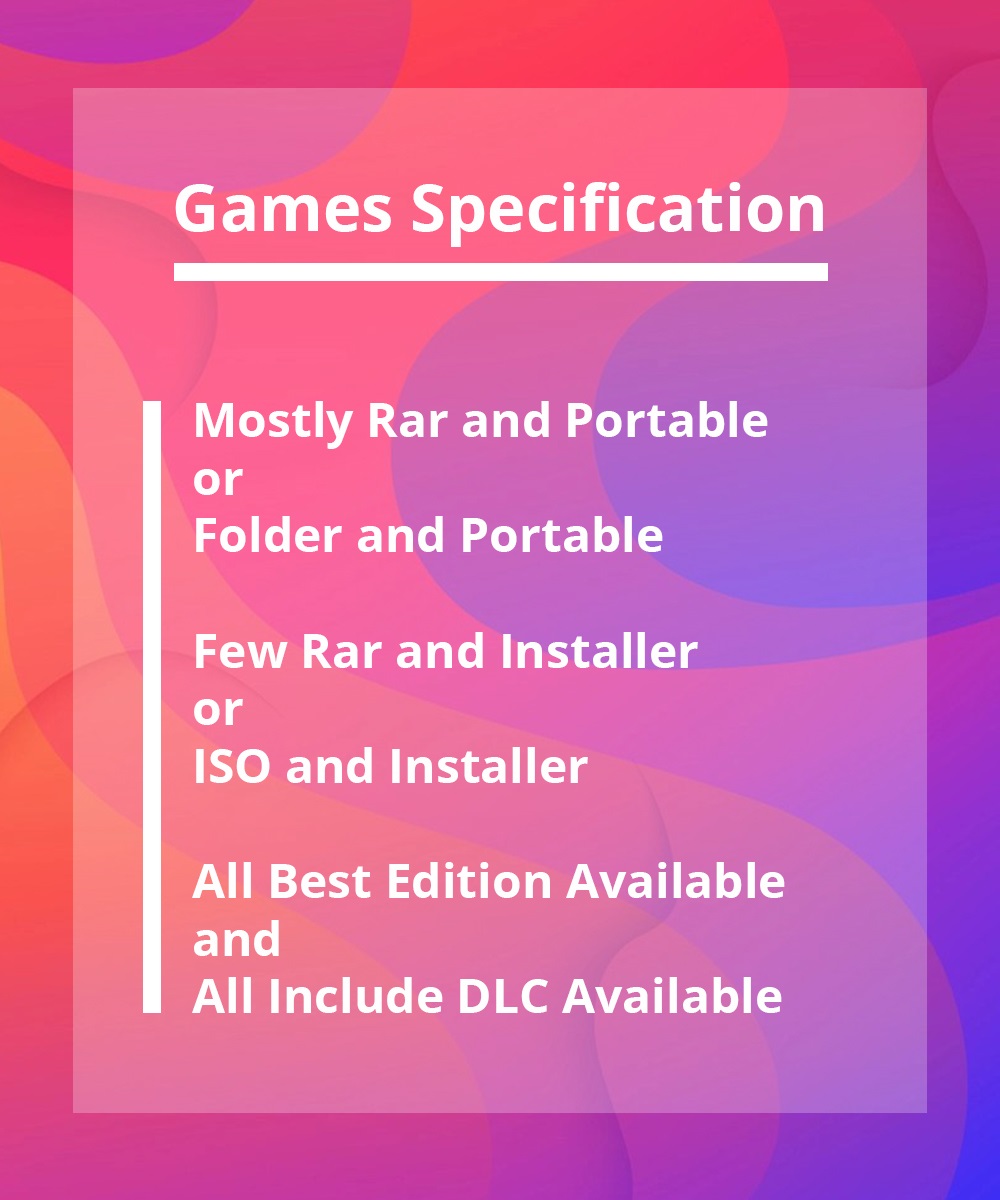 Games Specification
Mostly Rar and Portable
or
Folder and Portable
Few Rar and Installer
or
ISO and Installer
All Best Edition Available
and
All Include DLC Available